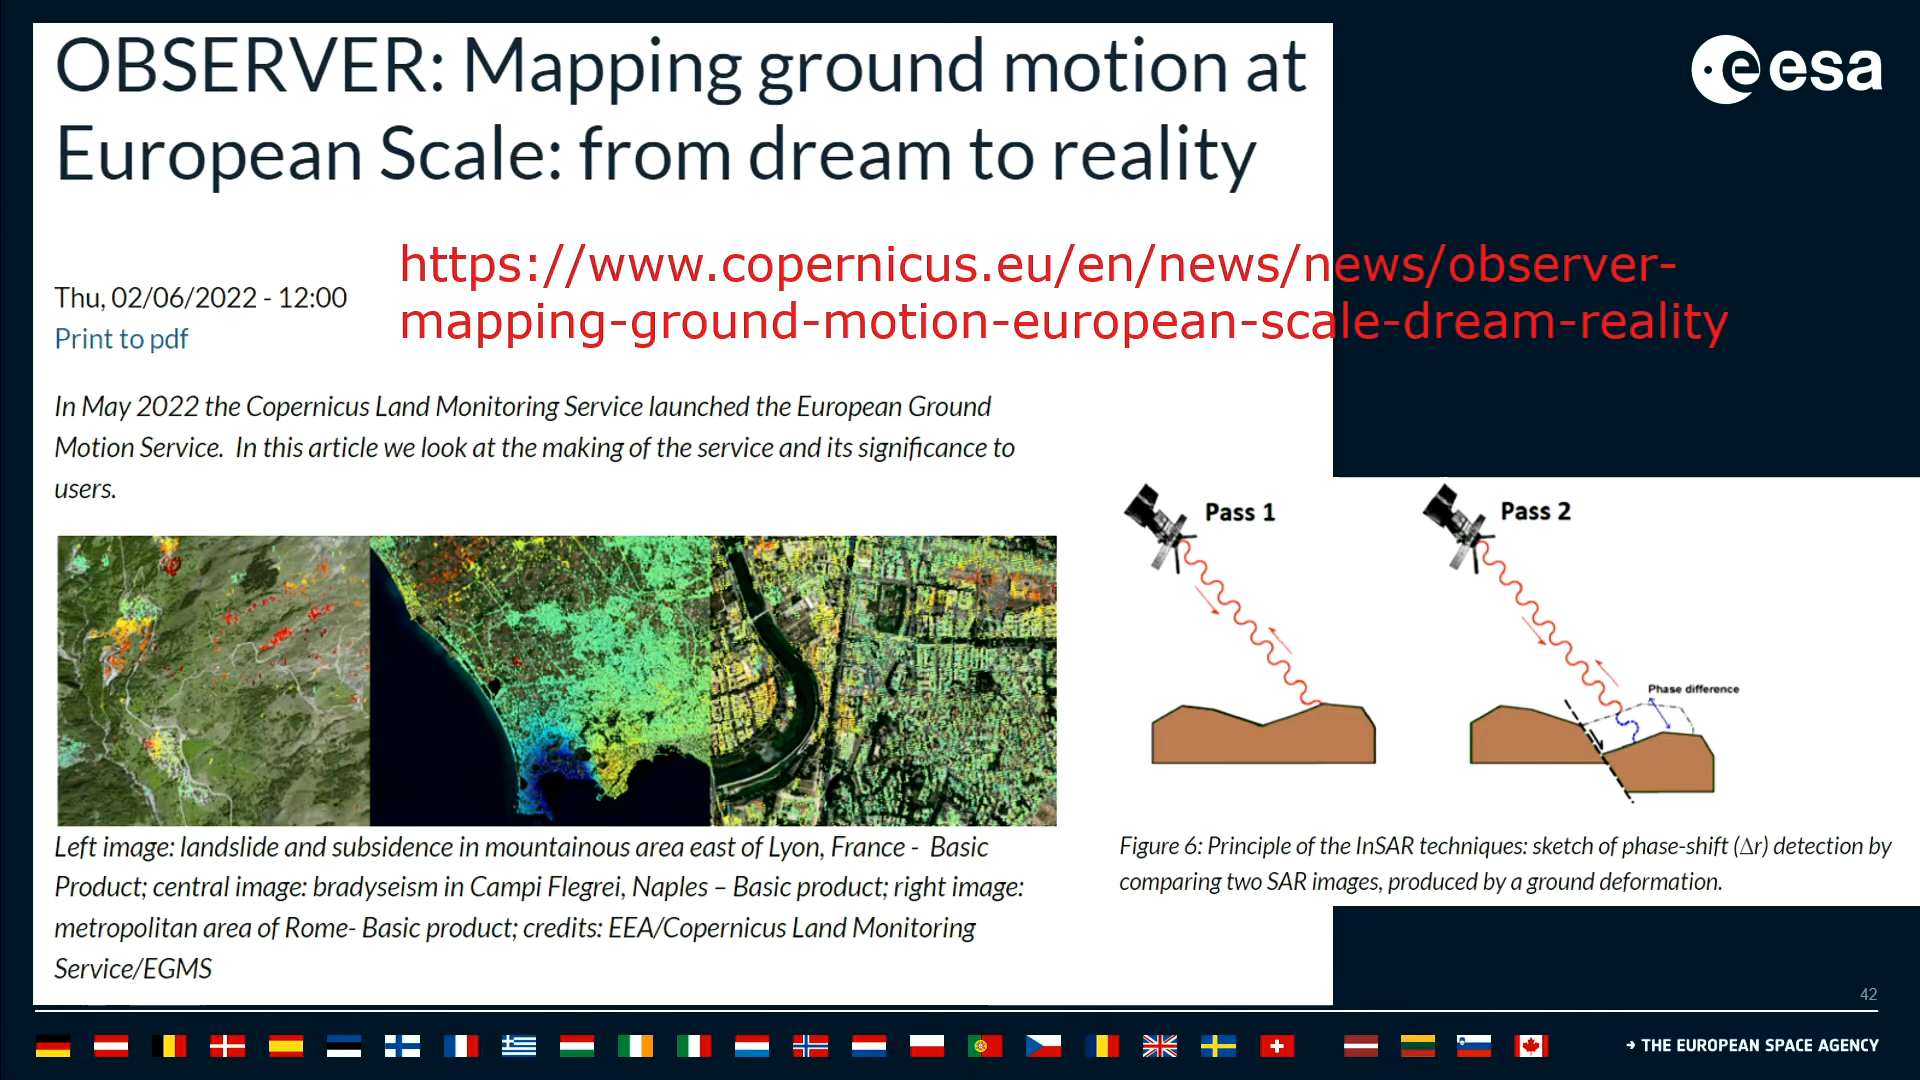 OBSERVER: Mapping ground motion at
European Scale: from dream to reality
esa
https://www.copernicus.eu/en/news/news/observer-
mapping-ground-motion-european-scale-dream-reality
Thu, 02/06/2022 - 12:00
Print to pdf
In May 2022 the Copernicus Land Monitoring Service launched the European Ground
Motion Service.  In this article we look at the making of the service and its significance to
users.
Pass 1
Pass 2
Phase difference
Left image: landslide and subsidence in mountainous area east of Lyon, France -  Basic
Product; central image: bradyseism in Campi Flegrei, Naples – Basic product; right image:
metropolitan area of Rome- Basic product; credits: EEA/Copernicus Land Monitoring
Service/EGMS
Figure 6: Principle of the InSAR techniques: sketch of phase-shift (Δr) detection by
comparing two SAR images, produced by a ground deformation.
42
→ THE EUROPEAN SPACE AGENCY